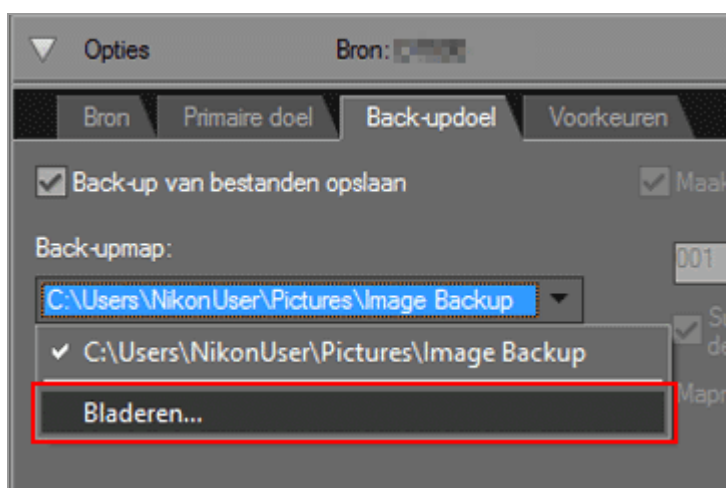 Opties Bron:
Bron Primaire doel Back-updoel Voorkeuren
Back-up van bestanden opslaan
Back-upmap:
001
C:\Users\NikonUser\Pictures\Image Backup
C:\Users\NikonUser\Pictures\Image Backup
Bladeren...